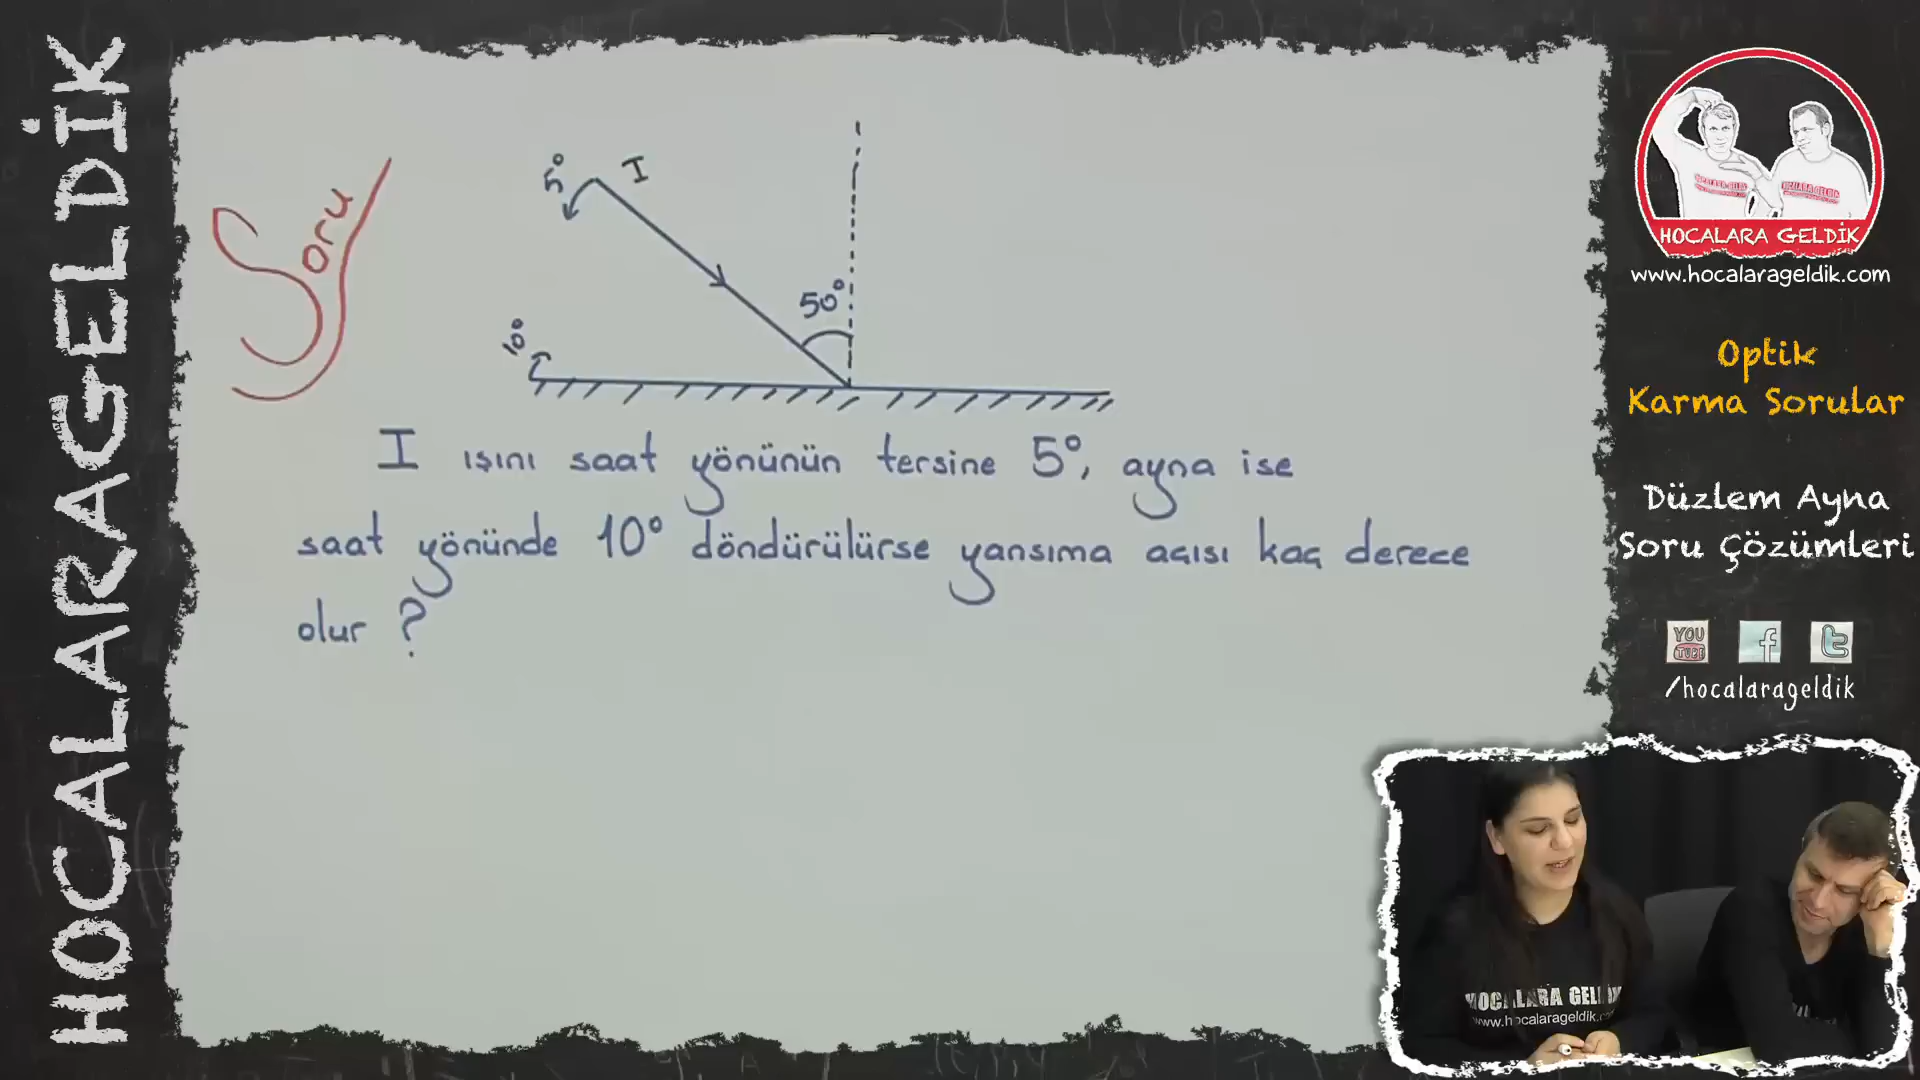 HOCALARAGELDİK
Soru
5°
I
50°
10°
I ışını saat yönünün tersine 5°, ayna ise
saat yönünde 10° döndürülürse yansıma açısı kaç derece
olur ?
HOCALARA GELDİK
www.hocalarageldik.com
Optik
Karma Sorular
Düzlem Ayna
Soru Çözümleri
YOU
TUBE
f
t
/hocalarageldik
HOCALARA GELDİK
www.hocalarageldik.com